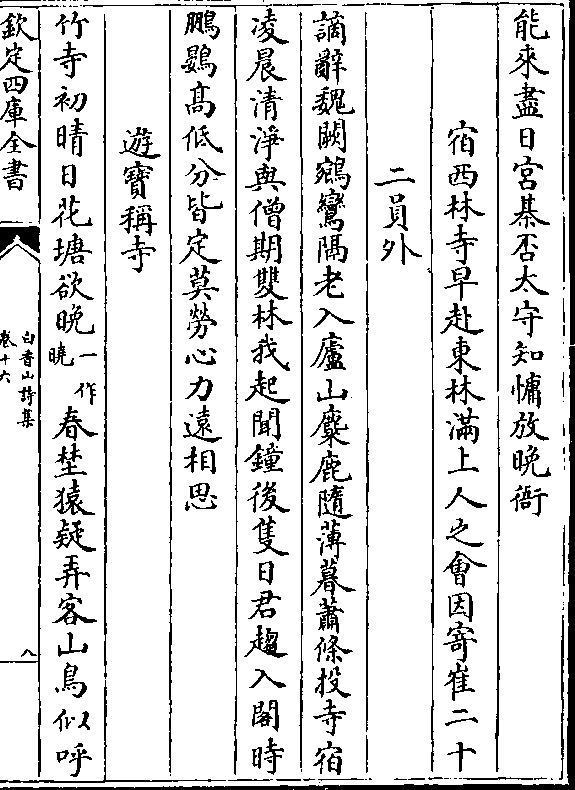 能來盡日宮棊否太守知慵放晚衙
宿西林寺早赴東林滿上人之會因寄崔二十
二員外
謫辭魏闕鵷鸞隔老入廬山麋鹿隨薄暮蕭條投寺宿
凌晨清淨與僧期雙林我起聞鐘後隻日君趨入閣時
鵬鷃髙低分皆定莫勞心力遠相思
遊寶稱寺
竹寺初晴日花塘欲晚一作曉春埜猿疑弄客山鳥似呼
欽定四庫全書
白香山詩集
卷十六
八